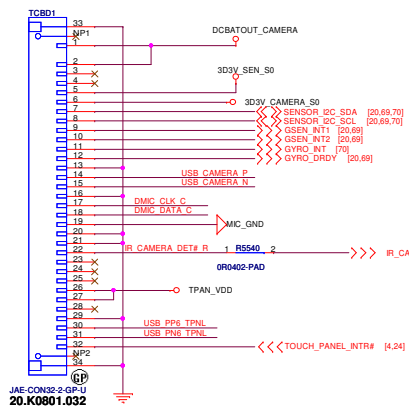 TCBD1
33
NP1
DCBATOUT_CAMERA
1
2
3
3D3V_SEN_S0
4
5
6
3D3V_CAMERA_S0
7 SENSOR_I2C_SDA [20,69,70]
8 SENSOR_I2C_SCL [20,69,70]
9 GSEN_INT1 [20,69]
10 GSEN_INT2 [20,69]
11 GYRO_INT [70]
12 GYRO_DRDY [20,69]
13
14 USB_CAMERA_P
15 USB_CAMERA_N
16
17 DMIC_CLK_C
18 DMIC_DATA_C
19 MIC_GND
20
21
22 IR_CAMERA_DET#_R 1 R5540 2 IR_CA
0R0402-PAD
23
24
25
26 TPAN_VDD
27
28
29
30 USB_PP6_TPNL
31 USB_PN6_TPNL
32 TOUCH_PANEL_INTR# [4,24]
NP2
34
GP
JAE-CON32-2-GP-U
20.K0801.032